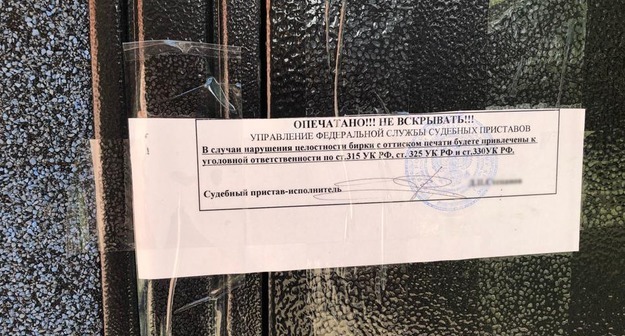 ОПЕЧАТАНО!!! НЕ ВСКРЫВАТЬ!!!
УПРАВЛЕНИЕ ФЕДЕРАЛЬНОЙ СЛУЖБЫ СУДЕБНЫХ ПРИСТАВОВ
В случаи нарушения целостности бирки с оттиском печати будете привлечены к
уголовной ответственности по ст.315 УК РФ, ст. 325 УК РФ и ст.330УК РФ.
Судебный пристав-исполнитель